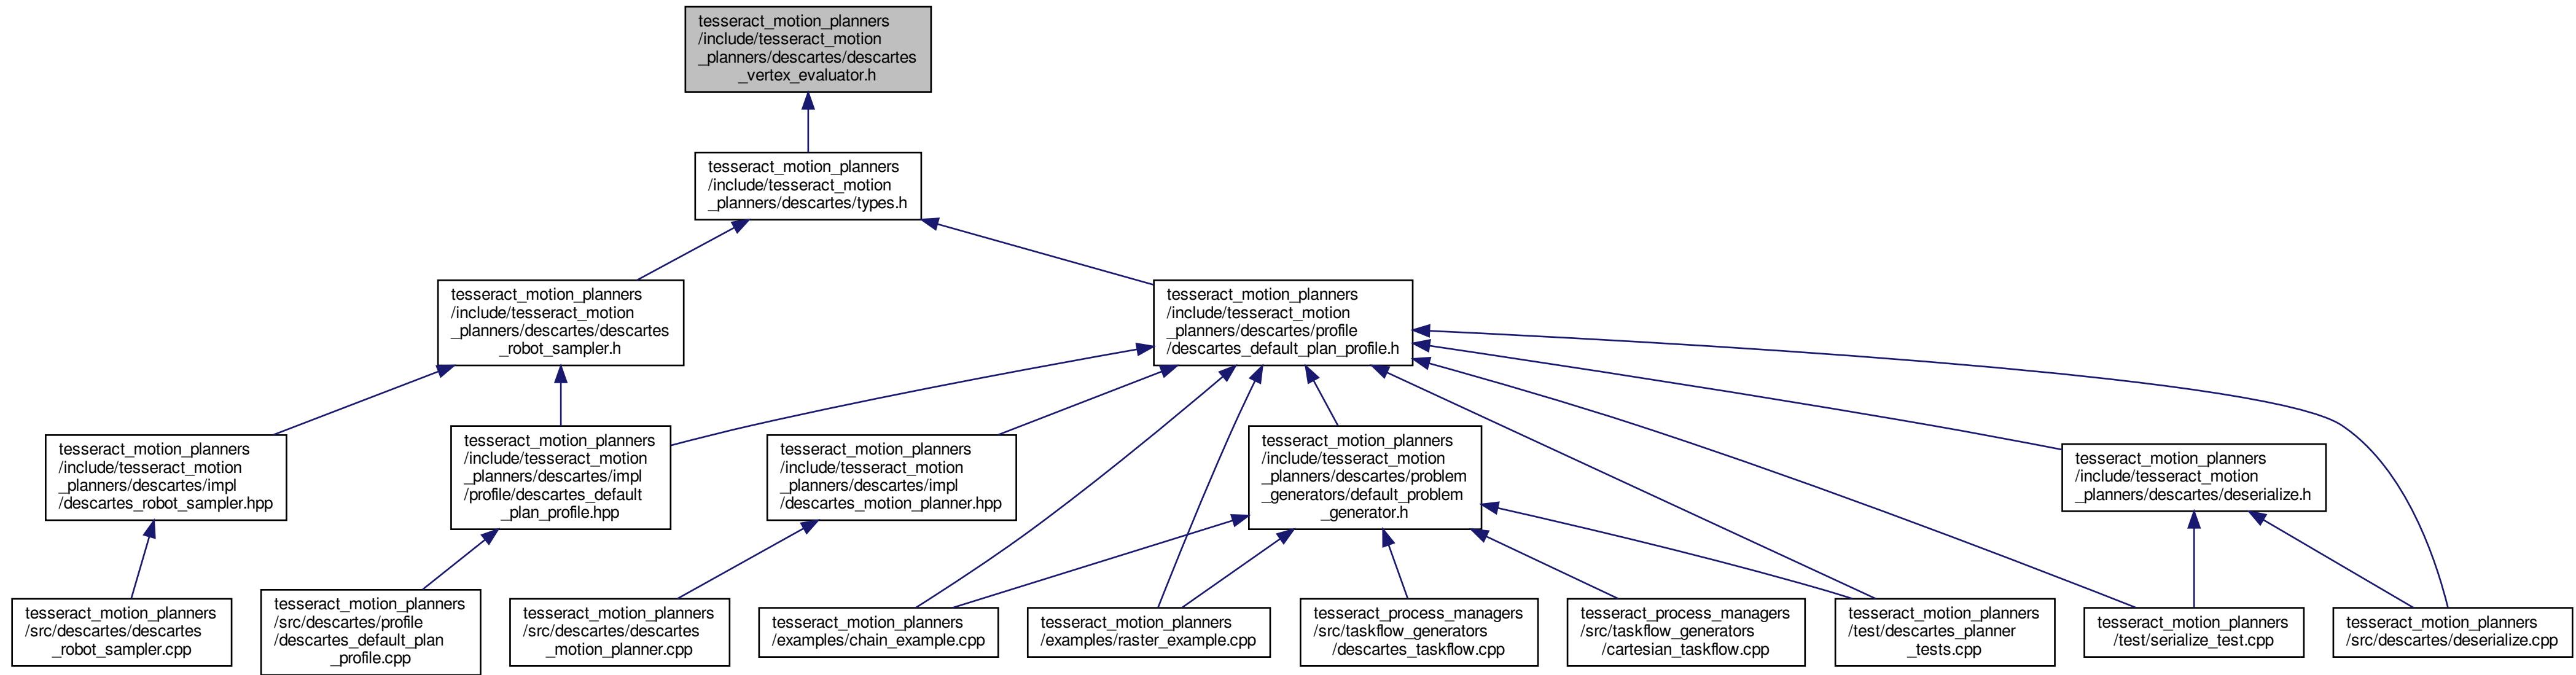 tesseract_motion_planners
/include/tesseract_motion
_planners/descartes/descartes
_vertex_evaluator.h
tesseract_motion_planners
/include/tesseract_motion
_planners/descartes/types.h
tesseract_motion_planners
/include/tesseract_motion
_planners/descartes/descartes
_robot_sampler.h
tesseract_motion_planners
/include/tesseract_motion
_planners/descartes/profile
/descartes_default_plan_profile.h
tesseract_motion_planners
/include/tesseract_motion
_planners/descartes/impl
/descartes_robot_sampler.hpp
tesseract_motion_planners
/include/tesseract_motion
_planners/descartes/impl
/profile/descartes_default
_plan_profile.hpp
tesseract_motion_planners
/include/tesseract_motion
_planners/descartes/impl
/descartes_motion_planner.hpp
tesseract_motion_planners
/include/tesseract_motion
_planners/descartes/problem
_generators/default_problem
_generator.h
tesseract_motion_planners
/include/tesseract_motion
_planners/descartes/deserialize.h
tesseract_motion_planners
/src/descartes/descartes
_robot_sampler.cpp
tesseract_motion_planners
/src/descartes/profile
/descartes_default_plan
_profile.cpp
tesseract_motion_planners
/src/descartes/descartes
_motion_planner.cpp
tesseract_motion_planners
/examples/chain_example.cpp
tesseract_motion_planners
/examples/raster_example.cpp
tesseract_process_managers
/src/taskflow_generators
/descartes_taskflow.cpp
tesseract_process_managers
/src/taskflow_generators
/cartesian_taskflow.cpp
tesseract_motion_planners
/test/descartes_planner
_tests.cpp
tesseract_motion_planners
/test/serialize_test.cpp
tesseract_motion_planners
/src/descartes/deserialize.cpp